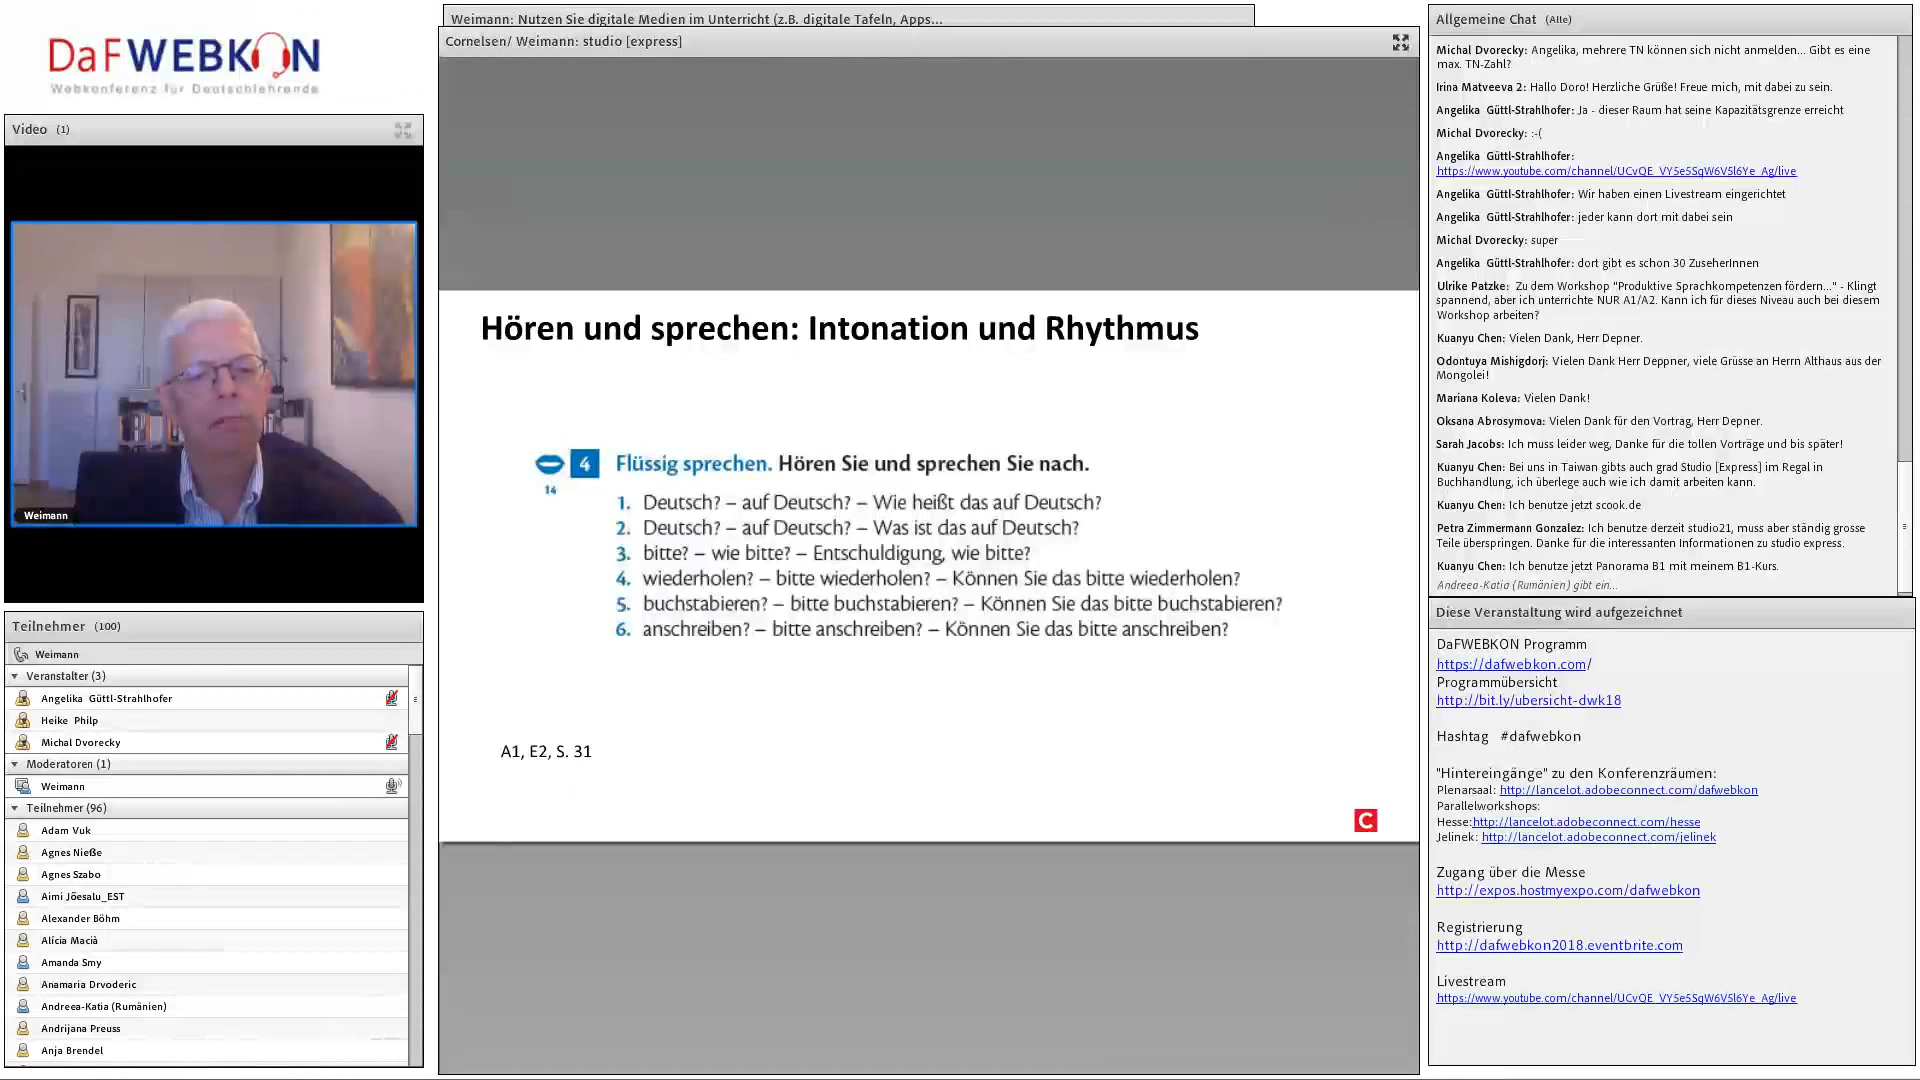 DaFWEBKON
Webkonferenz für Deutschlehrende
Video (1)
Weimann
Teilnehmer (100)
Weimann
Veranstalter (3)
Angelika Güttl-Strahlhofer
Heike Philp
Michal Dvorecky
Moderatoren (1)
Weimann
Teilnehmer (96)
Adam Vuk
Agnes Nieße
Agnes Szabo
Aimi Jõesalu_EST
Alexander Böhm
Alícia Macià
Amanda Smy
Anamaria Drvoderic
Andreea-Katia (Rumänien)
Andrijana Preuss
Anja Brendel
Weimann: Nutzen Sie digitale Medien im Unterricht (z.B. digitale Tafeln, Apps...
Cornelsen/ Weimann: studio [express]
Hören und sprechen: Intonation und Rhythmus
4 Flüssig sprechen. Hören Sie und sprechen Sie nach.
14
1. Deutsch? – auf Deutsch? – Wie heißt das auf Deutsch?
2. Deutsch? – auf Deutsch? – Was ist das auf Deutsch?
3. bitte? – wie bitte? – Entschuldigung, wie bitte?
4. wiederholen? – bitte wiederholen? – Können Sie das bitte wiederholen?
5. buchstabieren? – bitte buchstabieren? – Können Sie das bitte buchstabieren?
6. anschreiben? – bitte anschreiben? – Können Sie das bitte anschreiben?
A1, E2, S. 31
C
Allgemeine Chat (Alle)
Michal Dvorecky: Angelika, mehrere TN können sich nicht anmelden... Gibt es eine
max. TN-Zahl?
Irina Matveeva 2: Hallo Doro! Herzliche Grüße! Freue mich, mit dabei zu sein.
Angelika Güttl-Strahlhofer: Ja - dieser Raum hat seine Kapazitätsgrenze erreicht
Michal Dvorecky: :-(
Angelika Güttl-Strahlhofer:
https://www.youtube.com/channel/UCvQE_VY5e5SqW6V5l6Ye_Ag/live
Angelika Güttl-Strahlhofer: Wir haben einen Livestream eingerichtet
Angelika Güttl-Strahlhofer: jeder kann dort mit dabei sein
Michal Dvorecky: super
Angelika Güttl-Strahlhofer: dort gibt es schon 30 ZuseherInnen
Ulrike Patzke: Zu dem Workshop "Produktive Sprachkompetenzen fördern..." - Klingt
spannend, aber ich unterrichte NUR A1/A2. Kann ich für dieses Niveau auch bei diesem
Workshop arbeiten?
Kuanyu Chen: Vielen Dank, Herr Depner.
Odontuya Mishigdorj: Vielen Dank Herr Deppner, viele Grüsse an Herrn Althaus aus der
Mongolei!
Mariana Koleva: Vielen Dank!
Oksana Abrosymova: Vielen Dank für den Vortrag, Herr Depner.
Sarah Jacobs: Ich muss leider weg, Danke für die tollen Vorträge und bis später!
Kuanyu Chen: Bei uns in Taiwan gibts auch grad Studio [Express] im Regal in
Buchhandlung, ich überlege auch wie ich damit arbeiten kann.
Kuanyu Chen: Ich benutze jetzt scook.de
Petra Zimmermann Gonzalez: Ich benutze derzeit studio21, muss aber ständig grosse
Teile überspringen. Danke für die interessanten Informationen zu studio express.
Kuanyu Chen: Ich benutze jetzt Panorama B1 mit meinem B1-Kurs.
Andreea-Katia (Rumänien) gibt ein...
Diese Veranstaltung wird aufgezeichnet
DaFWEBKON Programm
https://dafwebkon.com/
Programmübersicht
http://bit.ly/ubersicht-dwk18
Hashtag #dafwebkon
"Hintereingänge" zu den Konferenzräumen:
Plenarsaal: http://lancelot.adobeconnect.com/dafwebkon
Parallelworkshops:
Hesse:http://lancelot.adobeconnect.com/hesse
Jelinek: http://lancelot.adobeconnect.com/jelinek
Zugang über die Messe
http://expos.hostmyexpo.com/dafwebkon
Registrierung
http://dafwebkon2018.eventbrite.com
Livestream
https://www.youtube.com/channel/UCvQE_VY5e5SqW6V5l6Ye_Ag/live